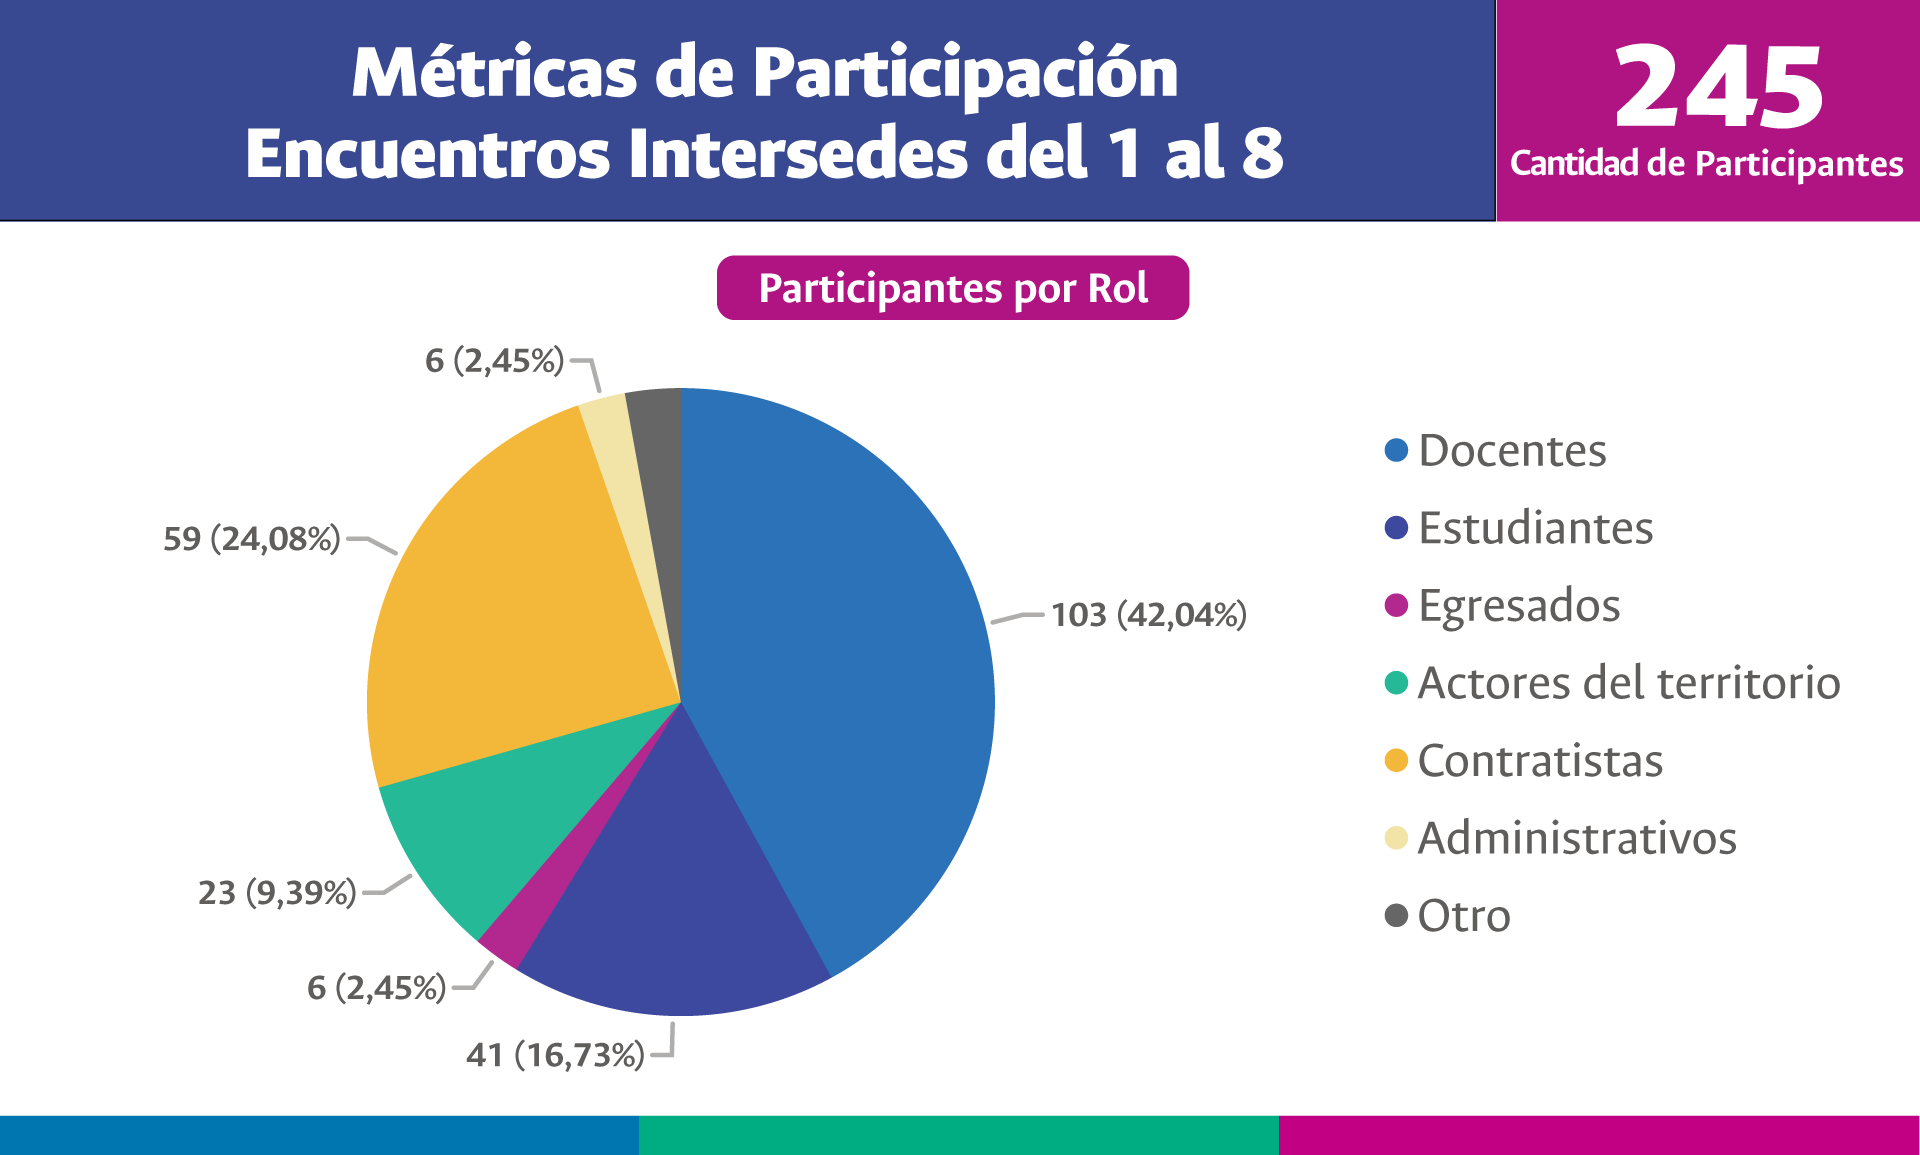 Métricas de Participación
Encuentros Intersedes del 1 al 8
245
Cantidad de Participantes
Participantes por Rol
6 (2,45%)
59 (24,08%)
103 (42,04%)
23 (9,39%)
6 (2,45%)
41 (16,73%)
Docentes
Estudiantes
Egresados
Actores del territorio
Contratistas
Administrativos
Otro